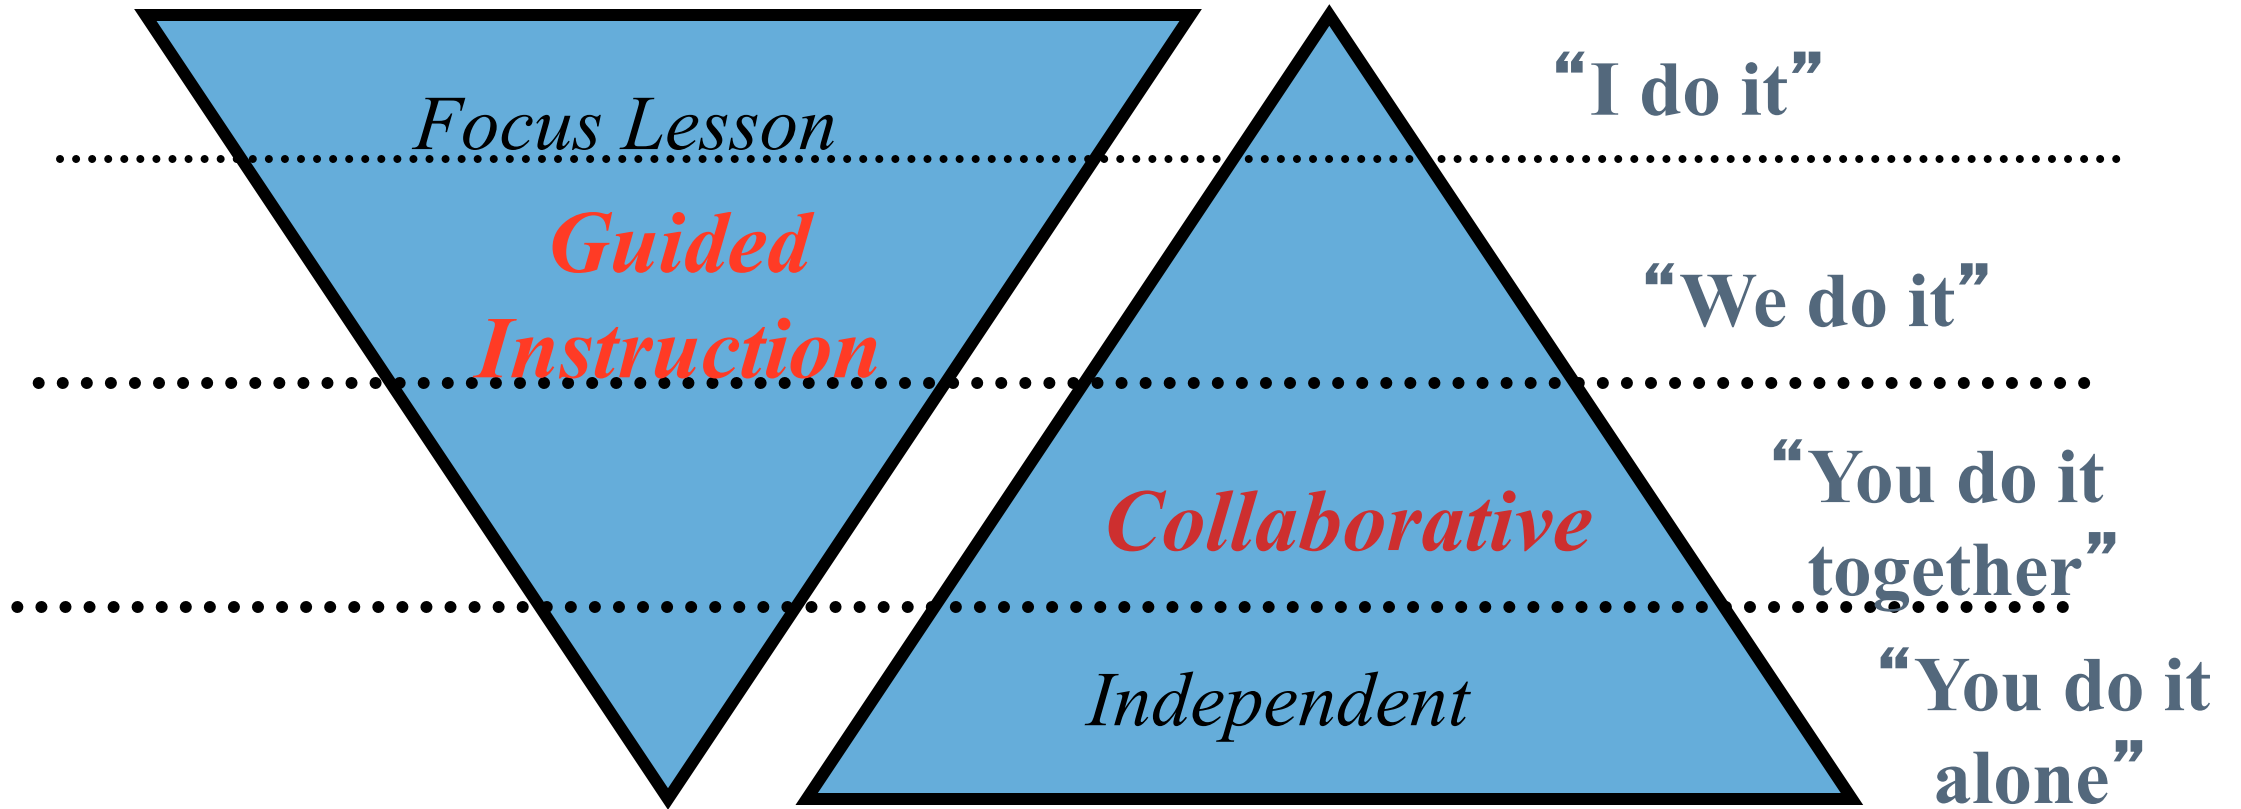 Focus Lesson
“I do it”
Guided
Instruction
“We do it”
Collaborative
“You do it
together”
Independent
“You do it
alone”